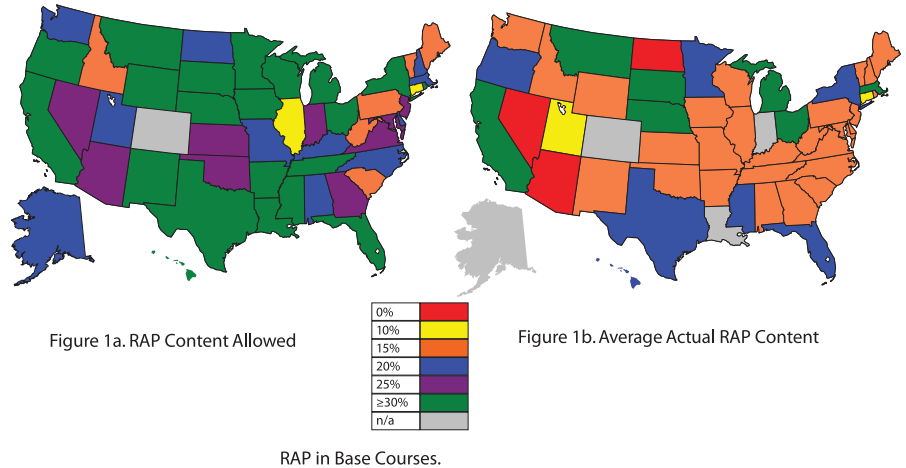 Figure 1a. RAP Content Allowed
Figure 1b. Average Actual RAP Content
0%
10%
15%
20%
25%
≥30%
n/a
RAP in Base Courses.